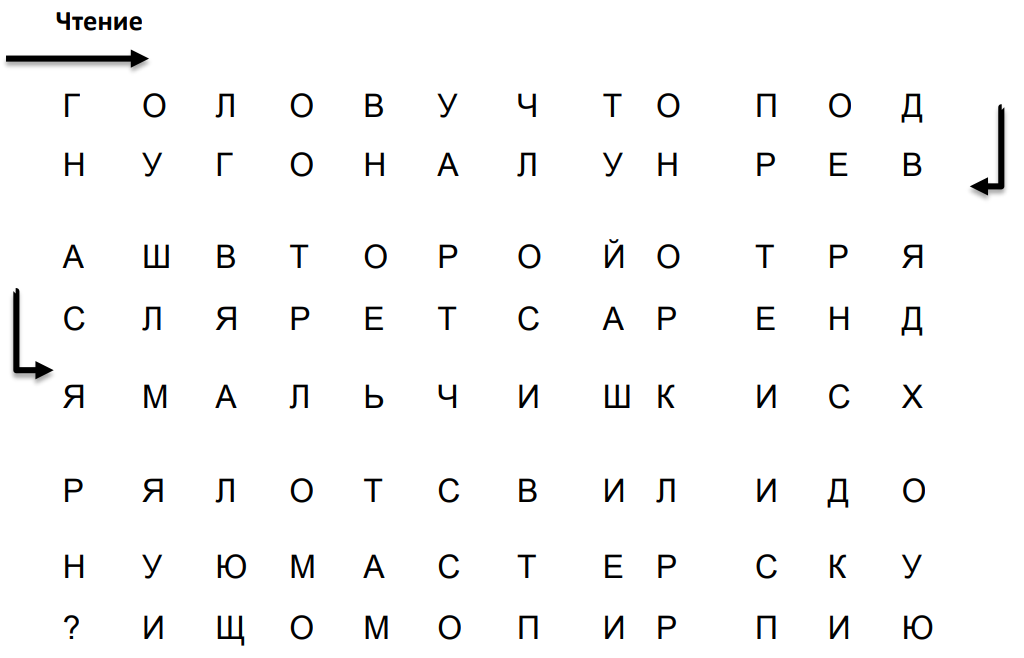 Чтение
Г О Л О В У Ч Т О П О Д
Н У Г О Н А Л У Н Р Е В
А Ш В Т О Р О Й О Т Р Я
С Л Я Р Е Т С А Р Е Н Д
Я М А Л Ь Ч И Ш К И С Х
Р Я Л О Т С В И Л И Д О
Н У Ю М А С Т Е Р С К У
? И Щ О М О П И Р П И Ю